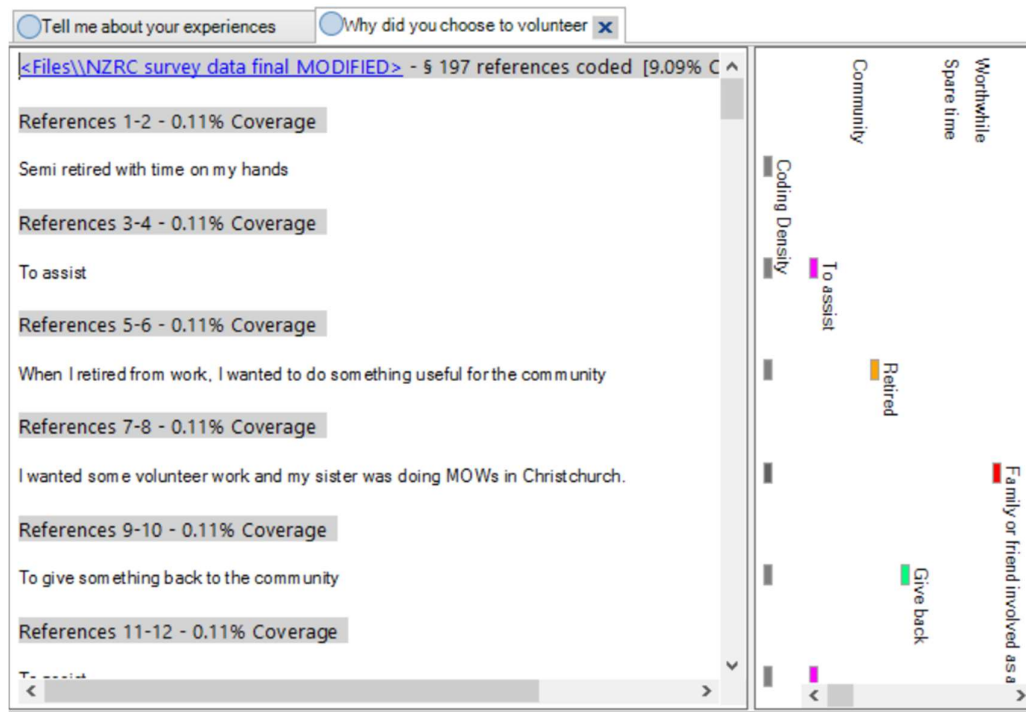 Tell me about your experiences
Why did you choose to volunteer
<Files\\NZRC survey data final MODIFIED> - § 197 references coded [9.09% C
References 1-2 - 0.11% Coverage
Semi retired with time on my hands
References 3-4 - 0.11% Coverage
To assist
References 5-6 - 0.11% Coverage
When I retired from work, I wanted to do something useful for the community
References 7-8 - 0.11% Coverage
I wanted some volunteer work and my sister was doing MOWs in Christchurch.
References 9-10 - 0.11% Coverage
To give something back to the community
References 11-12 - 0.11% Coverage
Coding Density
To assist
Community
Retired
Give back
Spare time
Worthwhile
Family or friend involved as a